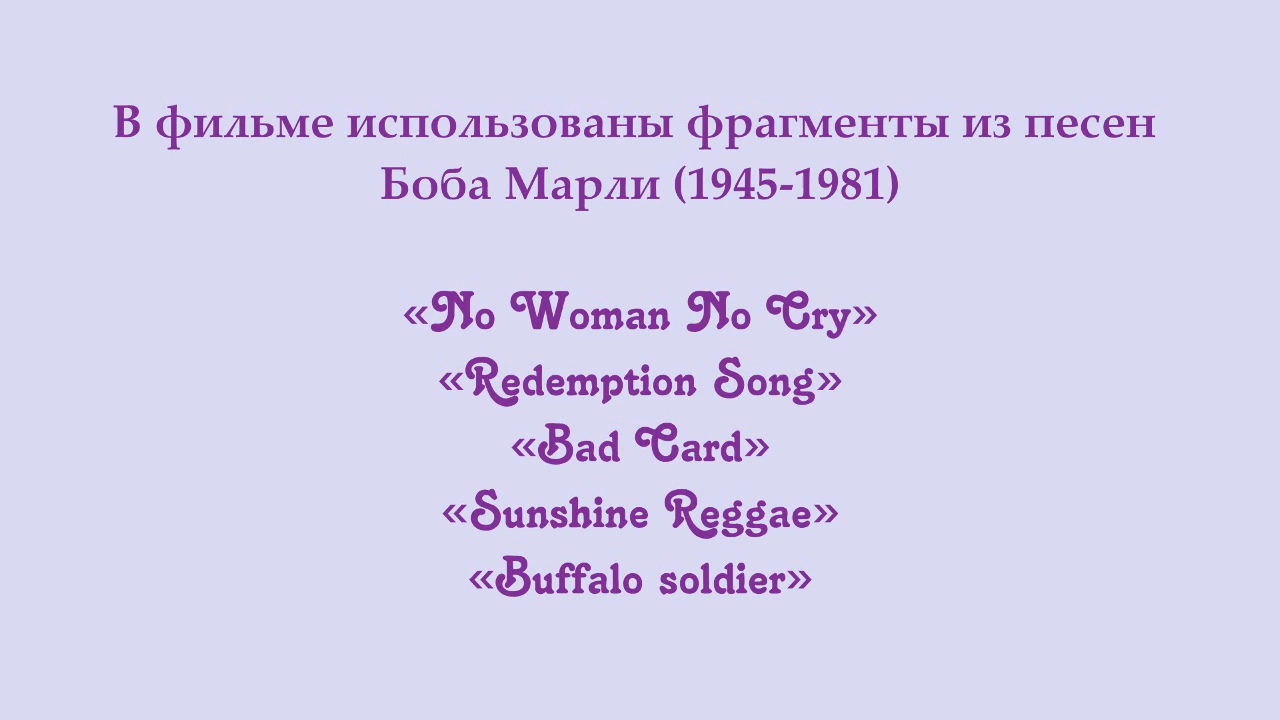 В фильме использованы фрагменты из песен
Боба Марли (1945-1981)
«No Woman No Cry»
«Redemption Song»
«Bad Card»
«Sunshine Reggae»
«Buffalo soldier»